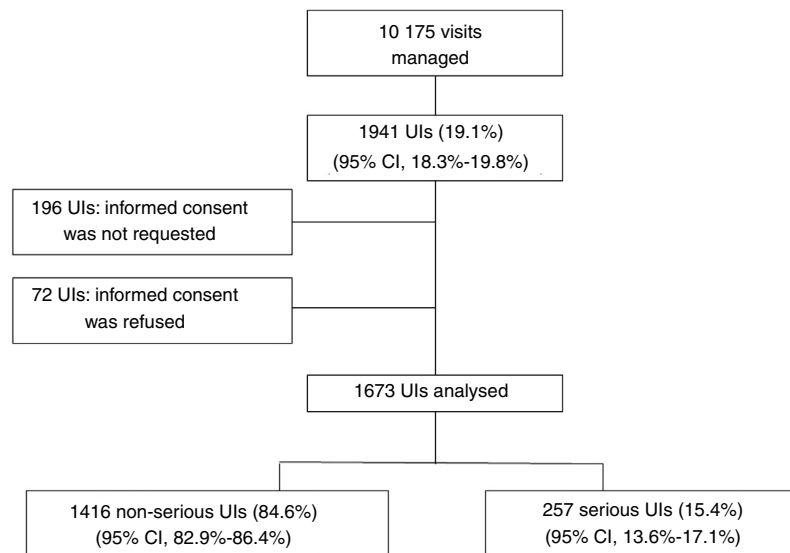 10 175 visits
managed
1941 UIs (19.1%)
(95% CI, 18.3%-19.8%)
196 UIs: informed consent
was not requested
72 UIs: informed consent
was refused
1673 UIs analysed
1416 non-serious UIs (84.6%)
(95% CI, 82.9%-86.4%)
257 serious UIs (15.4%)
(95% CI, 13.6%-17.1%)